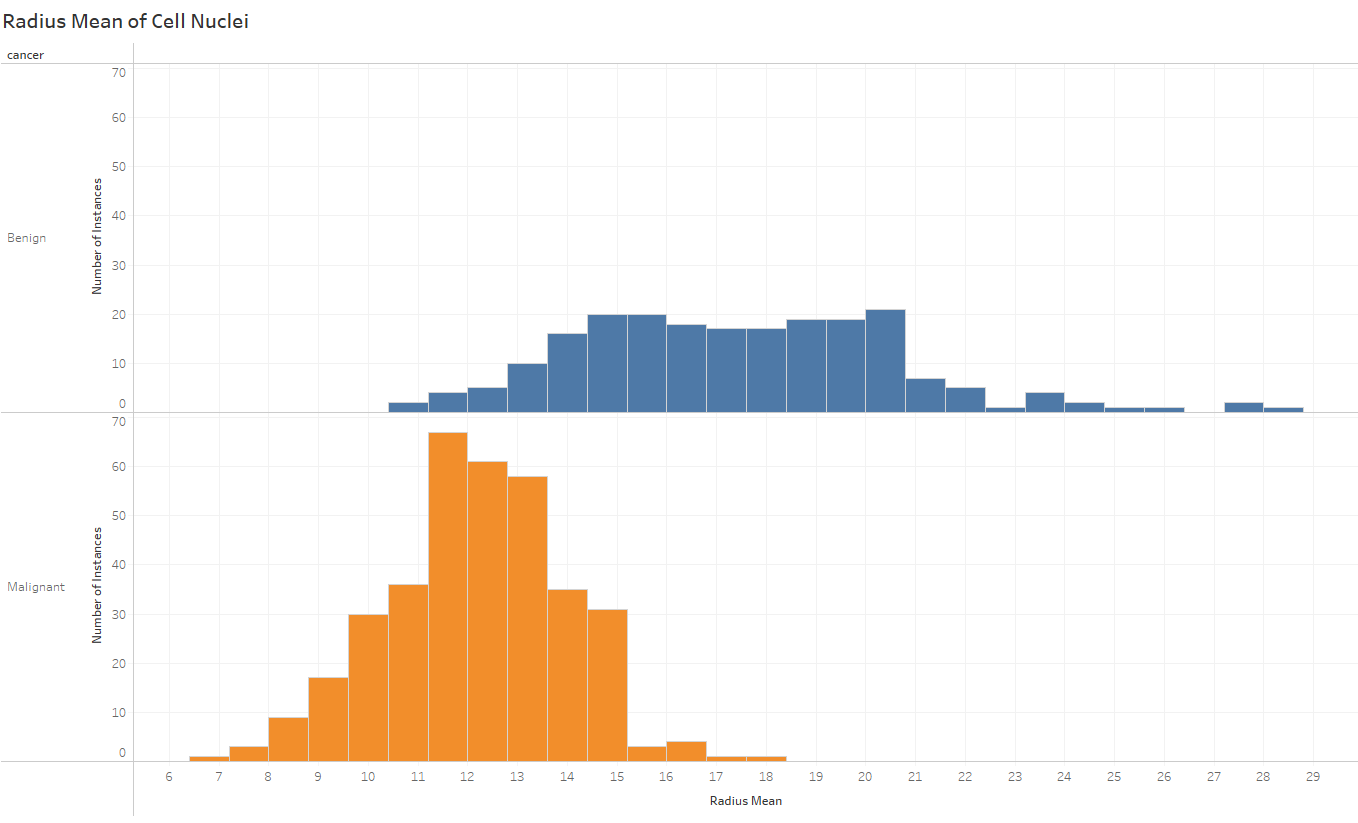 Radius Mean of Cell Nuclei
cancer
Benign
Number of Instances
70
60
50
40
30
20
10
0
Malignant
Number of Instances
70
60
50
40
30
20
10
0
6 7 8 9 10 11 12 13 14 15 16 17 18 19 20 21 22 23 24 25 26 27 28 29
Radius Mean